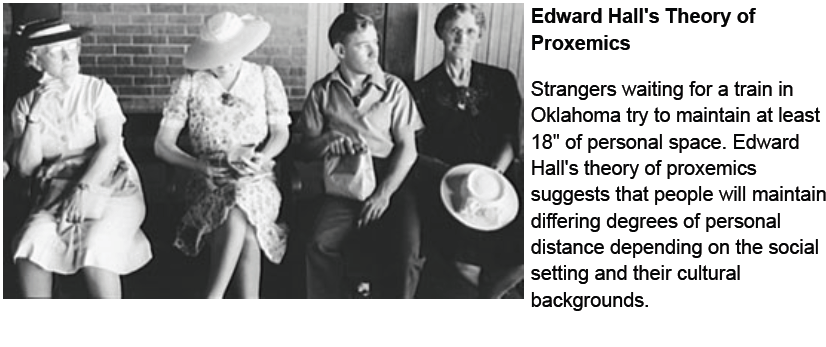 Edward Hall's Theory of
Proxemics
Strangers waiting for a train in
Oklahoma try to maintain at least
18" of personal space. Edward
Hall's theory of proxemics
suggests that people will maintain
differing degrees of personal
distance depending on the social
setting and their cultural
backgrounds.